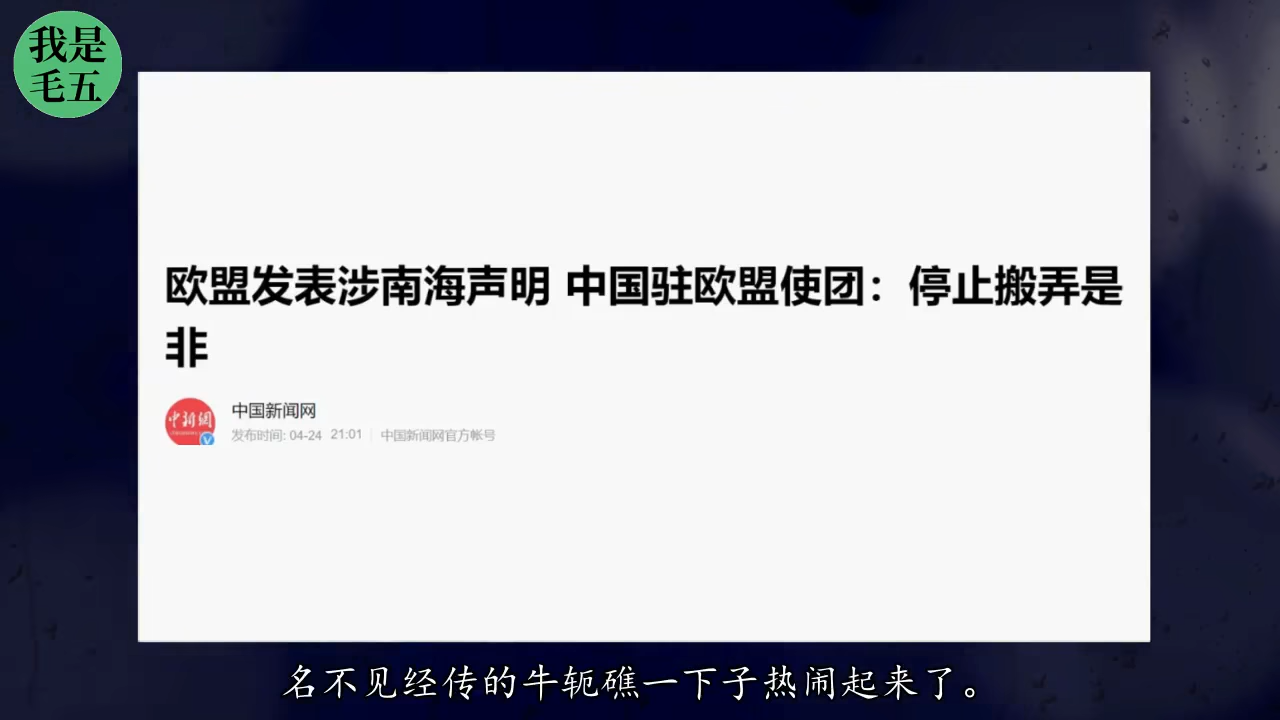 我是
毛五
欧盟发表涉南海声明 中国驻欧盟使团：停止搬弄是
非
中新網
中国新闻网
发布时间: 04-24 21:01 中国新闻网官方帐号
名不见经传的牛轭礁一下子热闹起来了。